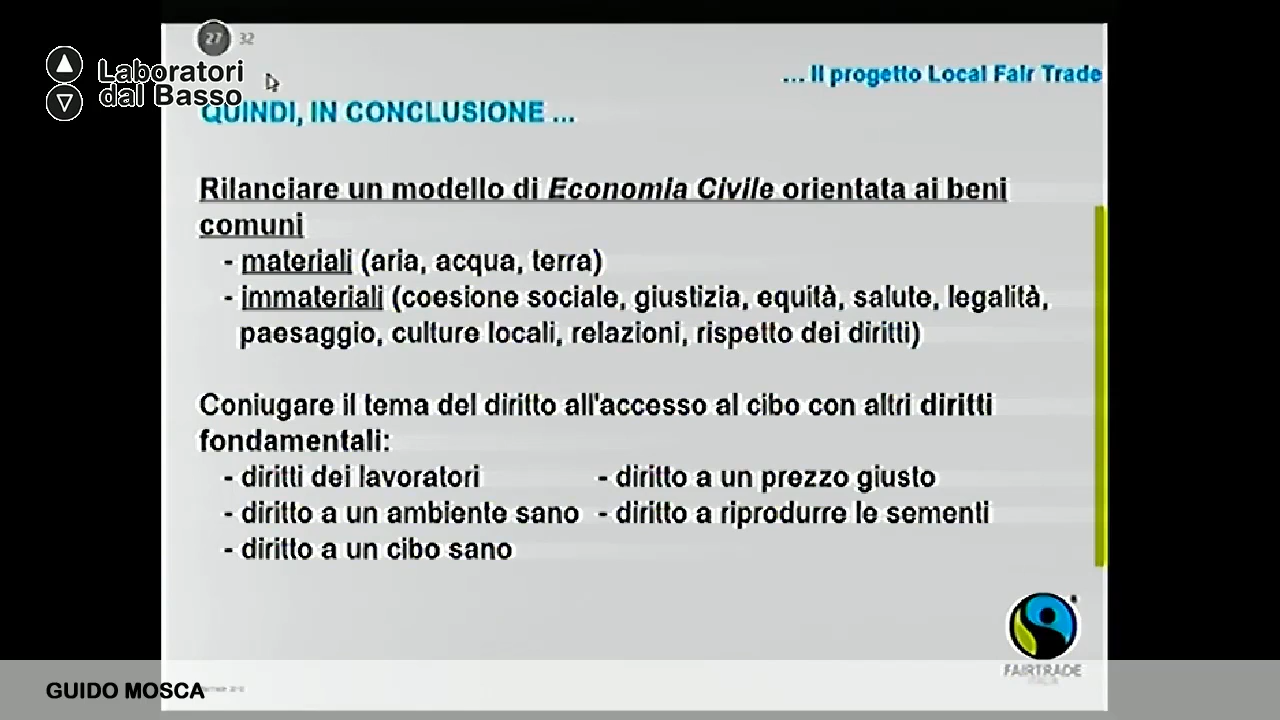 27 32
Laboratori
dal Basso
... Il progetto Local Fair Trade
QUINDI, IN CONCLUSIONE ...
Rilanciare un modello di Economia Civile orientata ai beni
comuni
- materiali (aria, acqua, terra)
- immateriali (coesione sociale, giustizia, equità, salute, legalità,
paesaggio, culture locali, relazioni, rispetto dei diritti)
Coniugare il tema del diritto all'accesso al cibo con altri diritti
fondamentali:
- diritti dei lavoratori - diritto a un prezzo giusto
- diritto a un ambiente sano - diritto a riprodurre le sementi
- diritto a un cibo sano
FAIRTRADE
GUIDO MOSCA